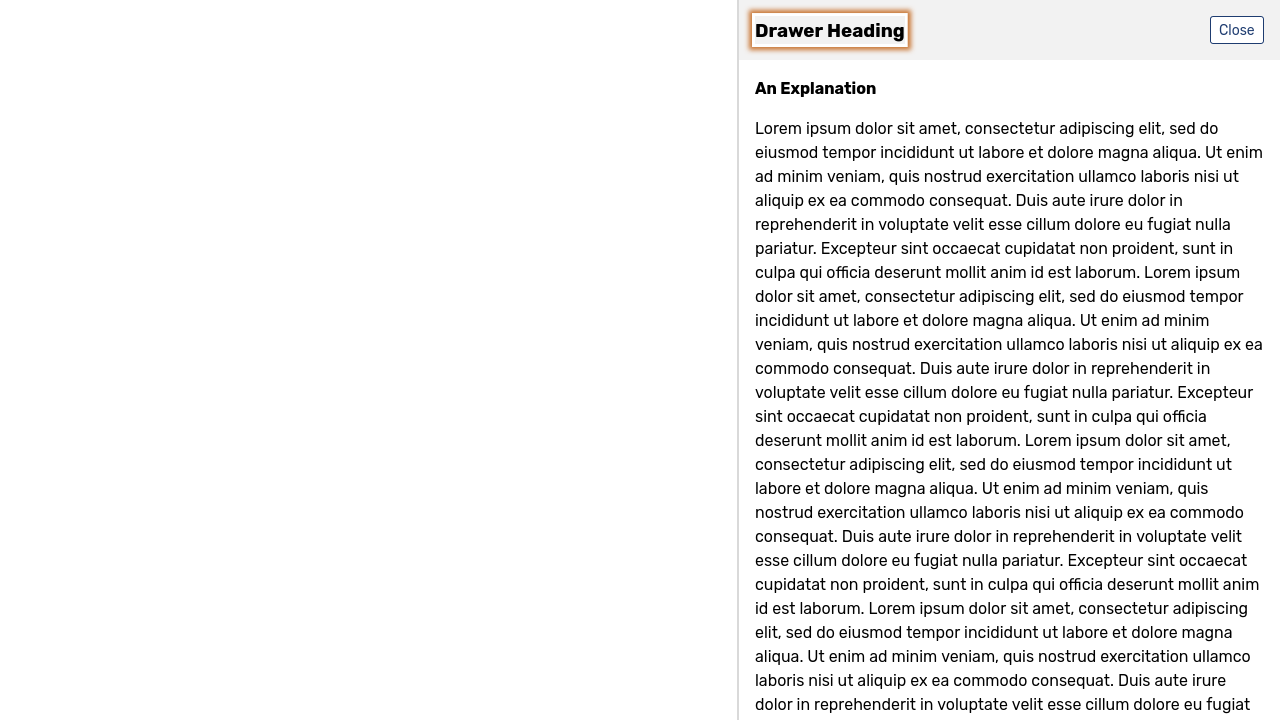 Drawer Heading
Close
An Explanation
Lorem ipsum dolor sit amet, consectetur adipiscing elit, sed do
eiusmod tempor incididunt ut labore et dolore magna aliqua. Ut enim
ad minim veniam, quis nostrud exercitation ullamco laboris nisi ut
aliquip ex ea commodo consequat. Duis aute irure dolor in
reprehenderit in voluptate velit esse cillum dolore eu fugiat nulla
pariatur. Excepteur sint occaecat cupidatat non proident, sunt in
culpa qui officia deserunt mollit anim id est laborum. Lorem ipsum
dolor sit amet, consectetur adipiscing elit, sed do eiusmod tempor
incididunt ut labore et dolore magna aliqua. Ut enim ad minim
veniam, quis nostrud exercitation ullamco laboris nisi ut aliquip ex ea
commodo consequat. Duis aute irure dolor in reprehenderit in
voluptate velit esse cillum dolore eu fugiat nulla pariatur. Excepteur
sint occaecat cupidatat non proident, sunt in culpa qui officia
deserunt mollit anim id est laborum. Lorem ipsum dolor sit amet,
consectetur adipiscing elit, sed do eiusmod tempor incididunt ut
labore et dolore magna aliqua. Ut enim ad minim veniam, quis
nostrud exercitation ullamco laboris nisi ut aliquip ex ea commodo
consequat. Duis aute irure dolor in reprehenderit in voluptate velit
esse cillum dolore eu fugiat nulla pariatur. Excepteur sint occaecat
cupidatat non proident, sunt in culpa qui officia deserunt mollit anim
id est laborum. Lorem ipsum dolor sit amet, consectetur adipiscing
elit, sed do eiusmod tempor incididunt ut labore et dolore magna
aliqua. Ut enim ad minim veniam, quis nostrud exercitation ullamco
laboris nisi ut aliquip ex ea commodo consequat. Duis aute irure
dolor in reprehenderit in voluptate velit esse cillum dolore eu fugiat